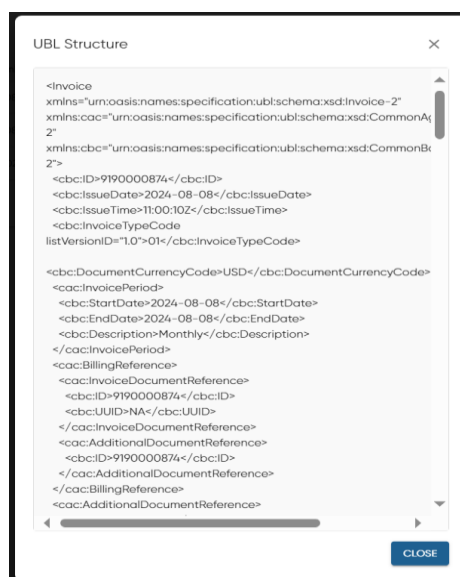 UBL Structure
<Invoice
xmlns="urn:oasis:names:specification:ubl:schema:xsd:Invoice-2"
xmlns:cac="urn:oasis:names:specification:ubl:schema:xsd:CommonAg
2"
xmlns:cbc="urn:oasis:names:specification:ubl:schema:xsd:CommonBa
2">
<cbc:ID>9190000874</cbc:ID>
<cbc:IssueDate>2024-08-08</cbc:IssueDate>
<cbc:IssueTime>11:00:10Z</cbc:IssueTime>
<cbc:InvoiceTypeCode
listVersionID="1.0">01</cbc:InvoiceTypeCode>
<cbc:DocumentCurrencyCode>USD</cbc:DocumentCurrencyCode>
<cac:InvoicePeriod>
<cbc:StartDate>2024-08-08</cbc:StartDate>
<cbc:EndDate>2024-08-08</cbc:EndDate>
<cbc:Description>Monthly</cbc:Description>
</cac:InvoicePeriod>
<cac:BillingReference>
<cac:InvoiceDocumentReference>
<cbc:ID>9190000874</cbc:ID>
<cbc:UUID>NA</cbc:UUID>
</cac:InvoiceDocumentReference>
<cac:AdditionalDocumentReference>
<cbc:ID>9190000874</cbc:ID>
</cac:AdditionalDocumentReference>
</cac:BillingReference>
<cac:AdditionalDocumentReference>
CLOSE